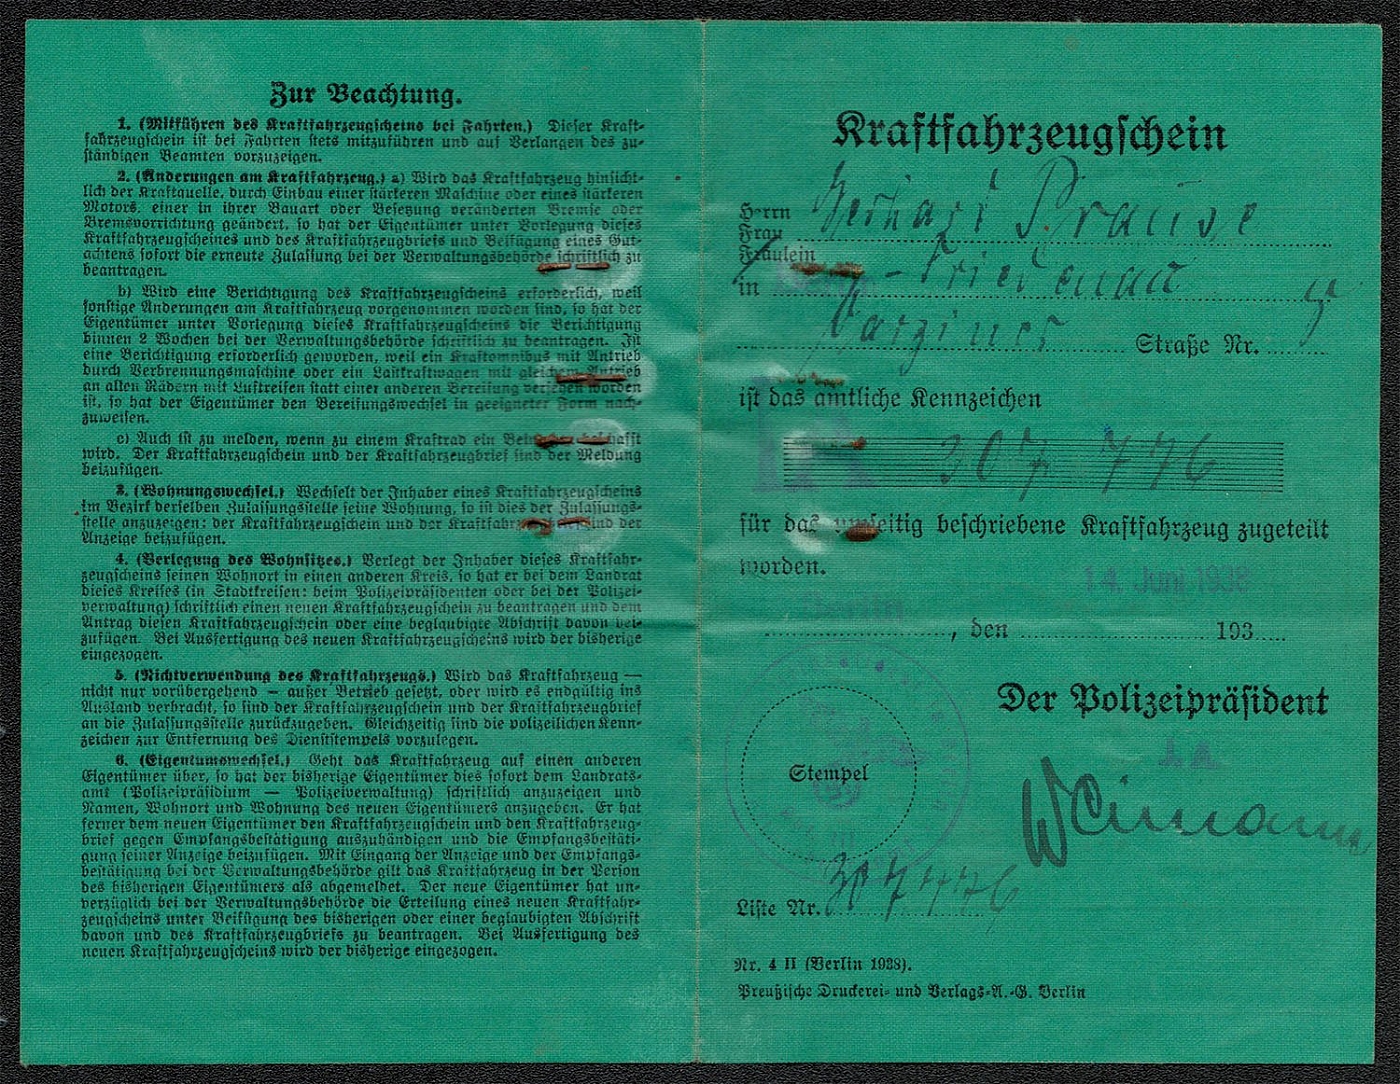 Zur Beachtung.
1. (Mitführen des Kraftfahrzeugscheins bei Fahrten.) Dieser Kraft-
fahrzeugschein ist bei Fahrten stets mitzuführen und auf Verlangen des zu-
ständigen Beamten vorzuzeigen.
2. (Änderungen am Kraftfahrzeug.) a) Wird das Kraftfahrzeug hinsicht-
lich der Kraftquelle, durch Einbau einer stärkeren Maschine oder eines stärkeren
Motors, einer in ihrer Bauart oder Besetzung veränderten Bremse oder
Bremsvorrichtung geändert, so hat der Eigentümer unter Vorlegung dieses
Kraftfahrzeugscheines und des Kraftfahrzeugbriefs und Beifügung eines Gut-
achtens sofort die erneute Zulassung bei der Verwaltungsbehörde schriftlich zu
beantragen.
b) Wird eine Berichtigung des Kraftfahrzeugscheins erforderlich, weil
sonstige Änderungen am Kraftfahrzeug vorgenommen worden sind, so hat der
Eigentümer unter Vorlegung dieses Kraftfahrzeugscheins die Berichtigung
binnen 2 Wochen bei der Verwaltungsbehörde schriftlich zu beantragen. Ist
eine Berichtigung erforderlich geworden, weil ein Kraftomnibus mit Antrieb
durch Verbrennungsmaschine oder ein Lastkraftwagen mit gleichem Antrieb
an allen Rädern mit Luftreifen statt einer anderen Bereifung versehen worden
ist, so hat der Eigentümer den Bereifungswechsel in geeigneter Form nach-
zuweisen.
c) Auch ist zu melden, wenn zu einem Kraftrad ein
wird. Der Kraftfahrzeugschein und der Kraftfahrzeugbrief sind der Meldung
beizufügen.
3. (Wohnungswechsel.) Wechselt der Inhaber eines Kraftfahrzeugscheins
im Bezirk derselben Zulassungsstelle seine Wohnung, so ist dies der Zulassungs-
stelle anzuzeigen; der Kraftfahrzeugschein und der sind der
Anzeige beizufügen.
4. (Verlegung des Wohnsitzes.) Verlegt der Inhaber dieses Kraftfahr-
zeugscheins seinen Wohnort in einen anderen Kreis, so hat er bei dem Landrat
dieses Kreises (in Stadtkreisen: beim Polizeipräsidenten oder bei der Polizei-
verwaltung) schriftlich einen neuen Kraftfahrzeugschein zu beantragen und dem
Antrag diesen Kraftfahrzeugschein oder eine beglaubigte Abschrift davon bei-
zufügen. Bei Ausfertigung des neuen Kraftfahrzeugscheins wird der bisherige
eingezogen.
5. (Nichtverwendung des Kraftfahrzeugs.) Wird das Kraftfahrzeug —
nicht nur vorübergehend — außer Betrieb gesetzt, oder wird es endgültig ins
Ausland verbracht, so sind der Kraftfahrzeugschein und der Kraftfahrzeugbrief
an die Zulassungsstelle zurückzugeben. Gleichzeitig sind die polizeilichen Kenn-
zeichen zur Entfernung des Dienststempels vorzulegen.
6. (Eigentumswechsel.) Geht das Kraftfahrzeug auf einen anderen
Eigentümer über, so hat der bisherige Eigentümer dies sofort dem Landrats-
amt (Polizeipräsidium — Polizeiverwaltung) schriftlich anzuzeigen und
Namen, Wohnort und Wohnung des neuen Eigentümers anzugeben. Er hat
ferner dem neuen Eigentümer den Kraftfahrzeugschein und den Kraftfahrzeug-
brief gegen Empfangsbestätigung auszuhändigen und die Empfangsbestäti-
gung seiner Anzeige beizufügen. Mit Eingang der Anzeige und der Empfangs-
bestätigung bei der Verwaltungsbehörde gilt das Kraftfahrzeug in der Person
des bisherigen Eigentümers als abgemeldet. Der neue Eigentümer hat un-
verzüglich bei der Verwaltungsbehörde die Erteilung eines neuen Kraftfahr-
zeugscheins unter Beifügung des bisherigen oder einer beglaubigten Abschrift
davon und des Kraftfahrzeugbriefs zu beantragen. Bei Ausfertigung des
neuen Kraftfahrzeugscheins wird der bisherige eingezogen.
Kraftfahrzeugschein
Herrn
Frau
Fräulein
Gerhart Prause
in - Friedenau
Varziner Straße Nr. 9
ist das amtliche Kennzeichen
IA 307 776
für das umseitig beschriebene Kraftfahrzeug zugeteilt
worden.
Berlin, den 14. Juni 1938 193
Der Polizeipräsident
I. A.
Weimann
Stempel
Liste Nr. 307 776
Nr. 4 II (Berlin 1938).
Preußische Druckerei- und Verlags-A.-G. Berlin